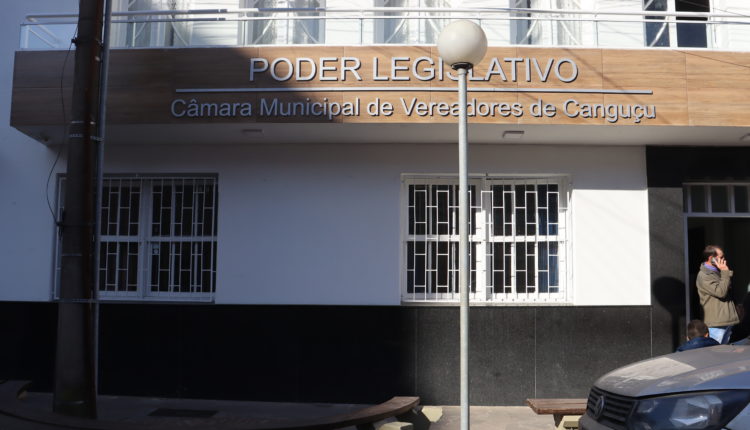 PODER LEGISLATIVO
Câmara Municipal de Vereadores de Canguçu